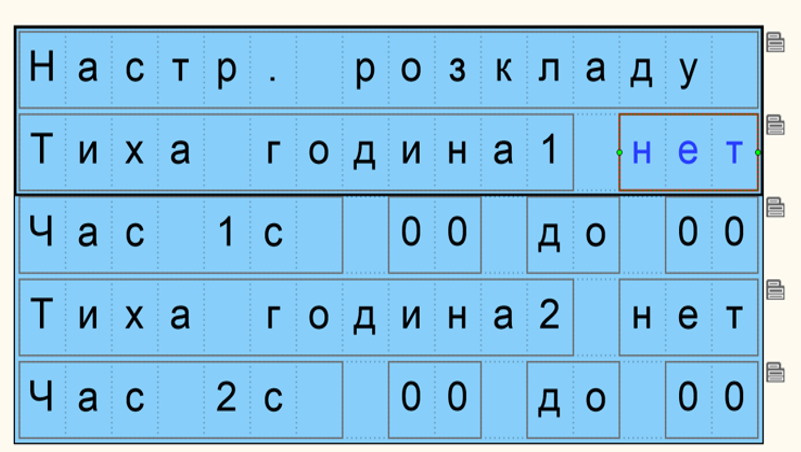 Настр. розкладу
Тиха година1 нет
Час 1с 00 до 00
Тиха година2 нет
Час 2с 00 до 00